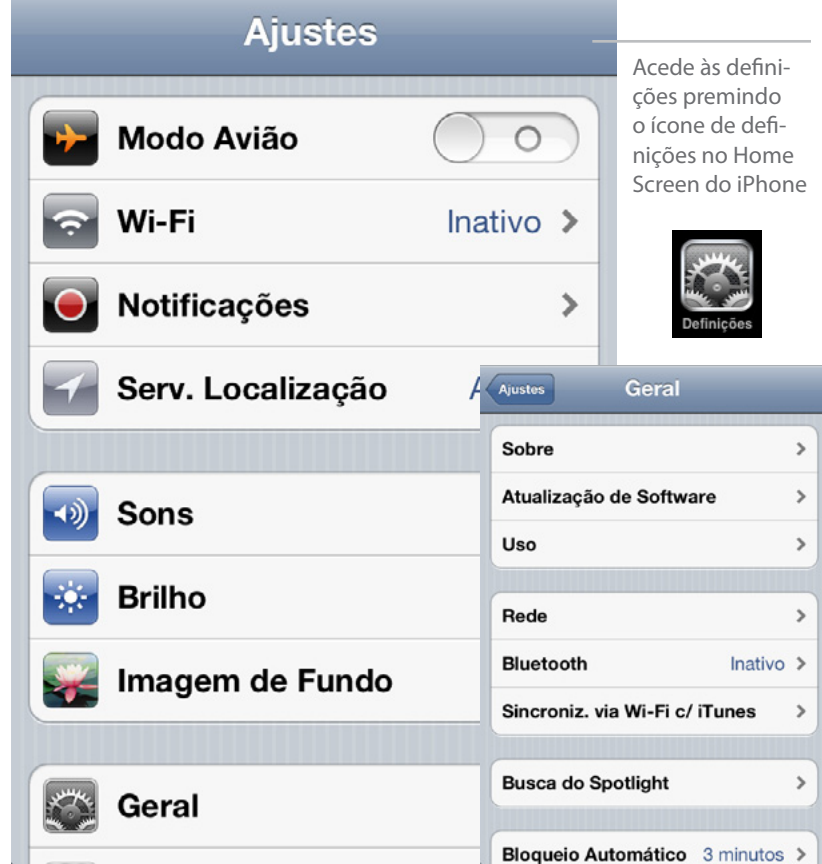 Ajustes
Modo Avião
Wi-Fi Inativo
Notificações
Serv. Localização
Sons
Brilho
Imagem de Fundo
Geral
Acede às defini-
ções premindo
o ícone de defi-
nições no Home
Screen do iPhone
Definições
Ajustes Geral
Sobre
Atualização de Software
Uso
Rede
Bluetooth Inativo
Sincroniz. via Wi-Fi c/ iTunes
Busca do Spotlight
Bloqueio Automático 3 minutos